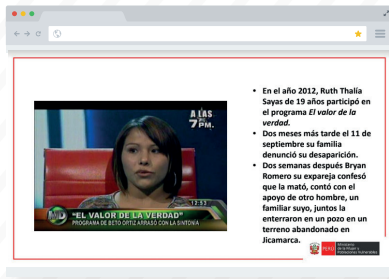 A LAS
7 PM.
13:53
"EL VALOR DE LA VERDAD"
PROGRAMA DE BETO ORTIZ ARRASÓ CON LA SINTONÍA
• En el año 2012, Ruth Thalía
Sayas de 19 años participó en
el programa El valor de la
verdad.
• Dos meses más tarde el 11 de
septiembre su familia
denunció su desaparición.
• Dos semanas después Bryan
Romero su expareja confesó
que la mató, contó con el
apoyo de otro hombre, un
familiar suyo, juntos la
enterraron en un pozo en un
terreno abandonado en
Jicamarca.
PERÚ
Ministerio
de la Mujer y
Poblaciones Vulnerables